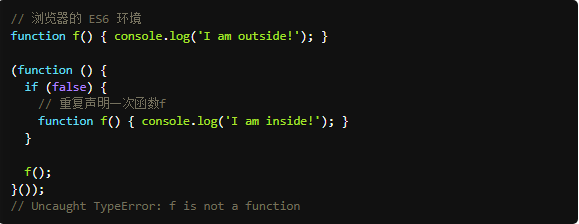 // 浏览器的 ES6 环境
function f() { console.log('I am outside!'); }

(function () {
  if (false) {
    // 重复声明一次函数f
    function f() { console.log('I am inside!'); }
  }

  f();
}());
// Uncaught TypeError: f is not a function